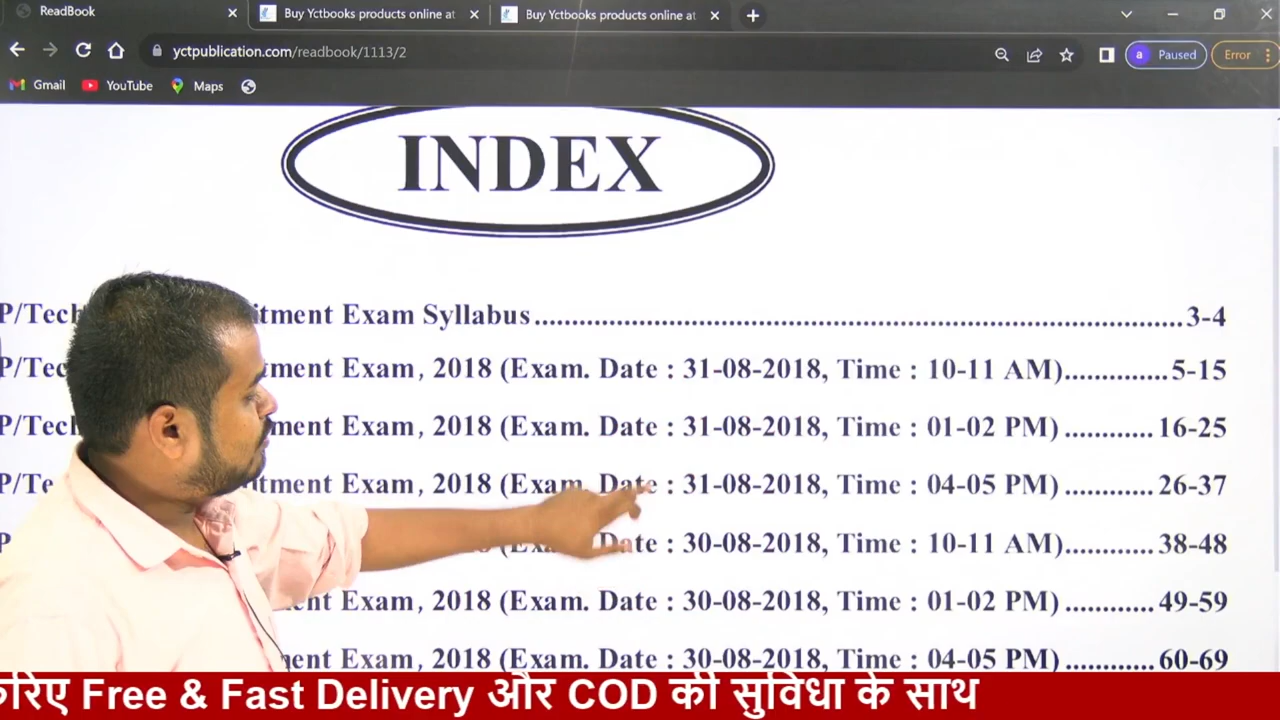 ReadBook
Buy Yctbooks products online at
Buy Yctbooks products online at
yctpublication.com/readbook/1113/2
a Paused
Error
Gmail
YouTube
Maps
INDEX
P/Tech itment Exam Syllabus 3-4
P/Tec tment Exam, 2018 (Exam. Date : 31-08-2018, Time : 10-11 AM) 5-15
P/Tech ment Exam, 2018 (Exam. Date : 31-08-2018, Time : 01-02 PM) 16-25
P/Te itment Exam, 2018 (Exam. Date : 31-08-2018, Time : 04-05 PM) 26-37
P Date : 30-08-2018, Time : 10-11 AM) 38-48
ent Exam, 2018 (Exam. Date : 30-08-2018, Time : 01-02 PM) 49-59
ment Exam, 2018 (Exam. Date : 30-08-2018, Time : 04-05 PM) 60-69
करिए Free & Fast Delivery और COD की सुविधा के साथ